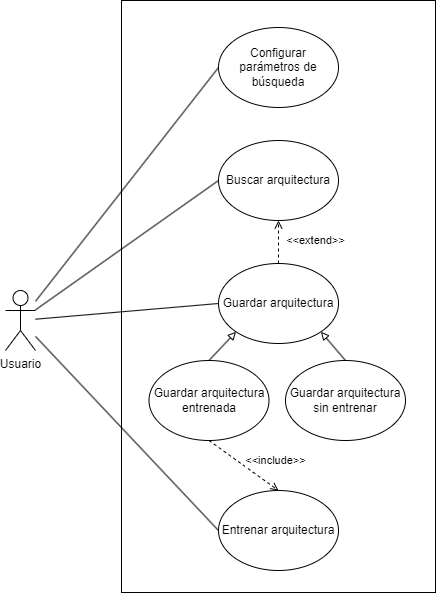 Configurar
parámetros de
búsqueda
Buscar arquitectura
<<extend>>
Guardar arquitectura
Usuario
Guardar arquitectura
entrenada
Guardar arquitectura
sin entrenar
<<include>>
Entrenar arquitectura